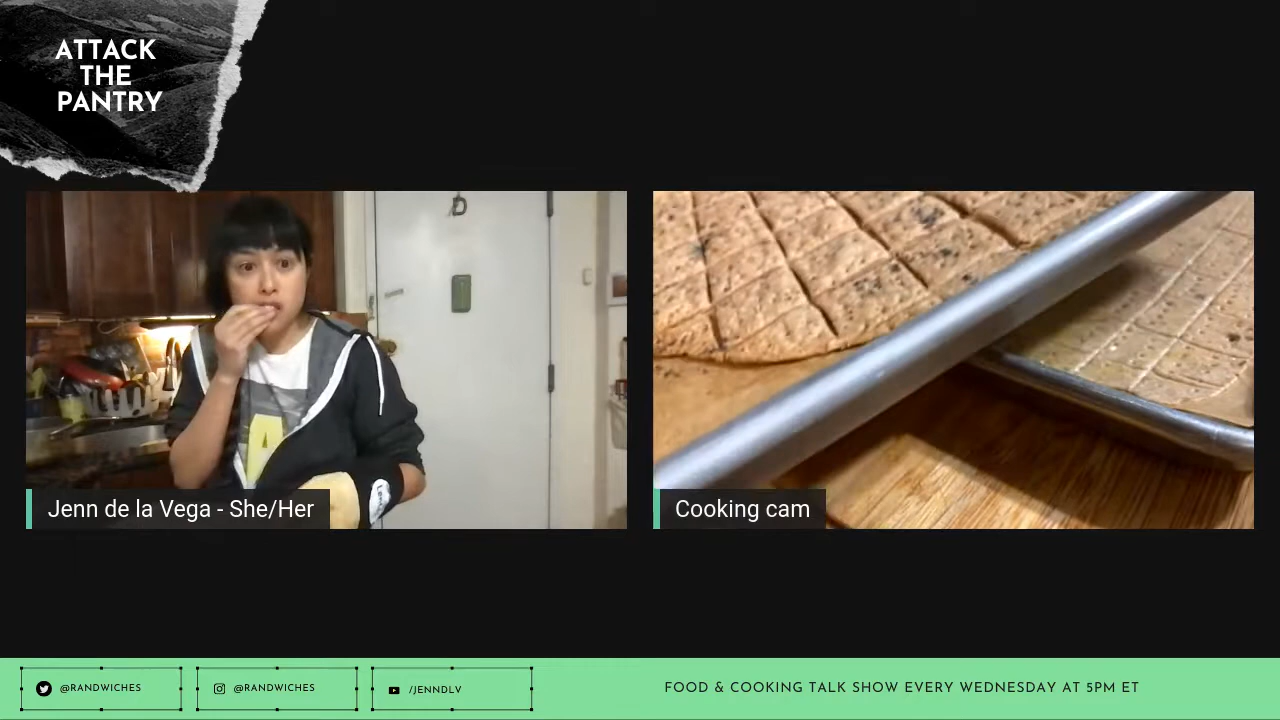 ATTACK
THE
PANTRY
D
A
Jenn de la Vega - She/Her
Cooking cam
@RANDWICHES
@RANDWICHES
/JENNDLV
FOOD & COOKING TALK SHOW EVERY WEDNESDAY AT 5PM ET